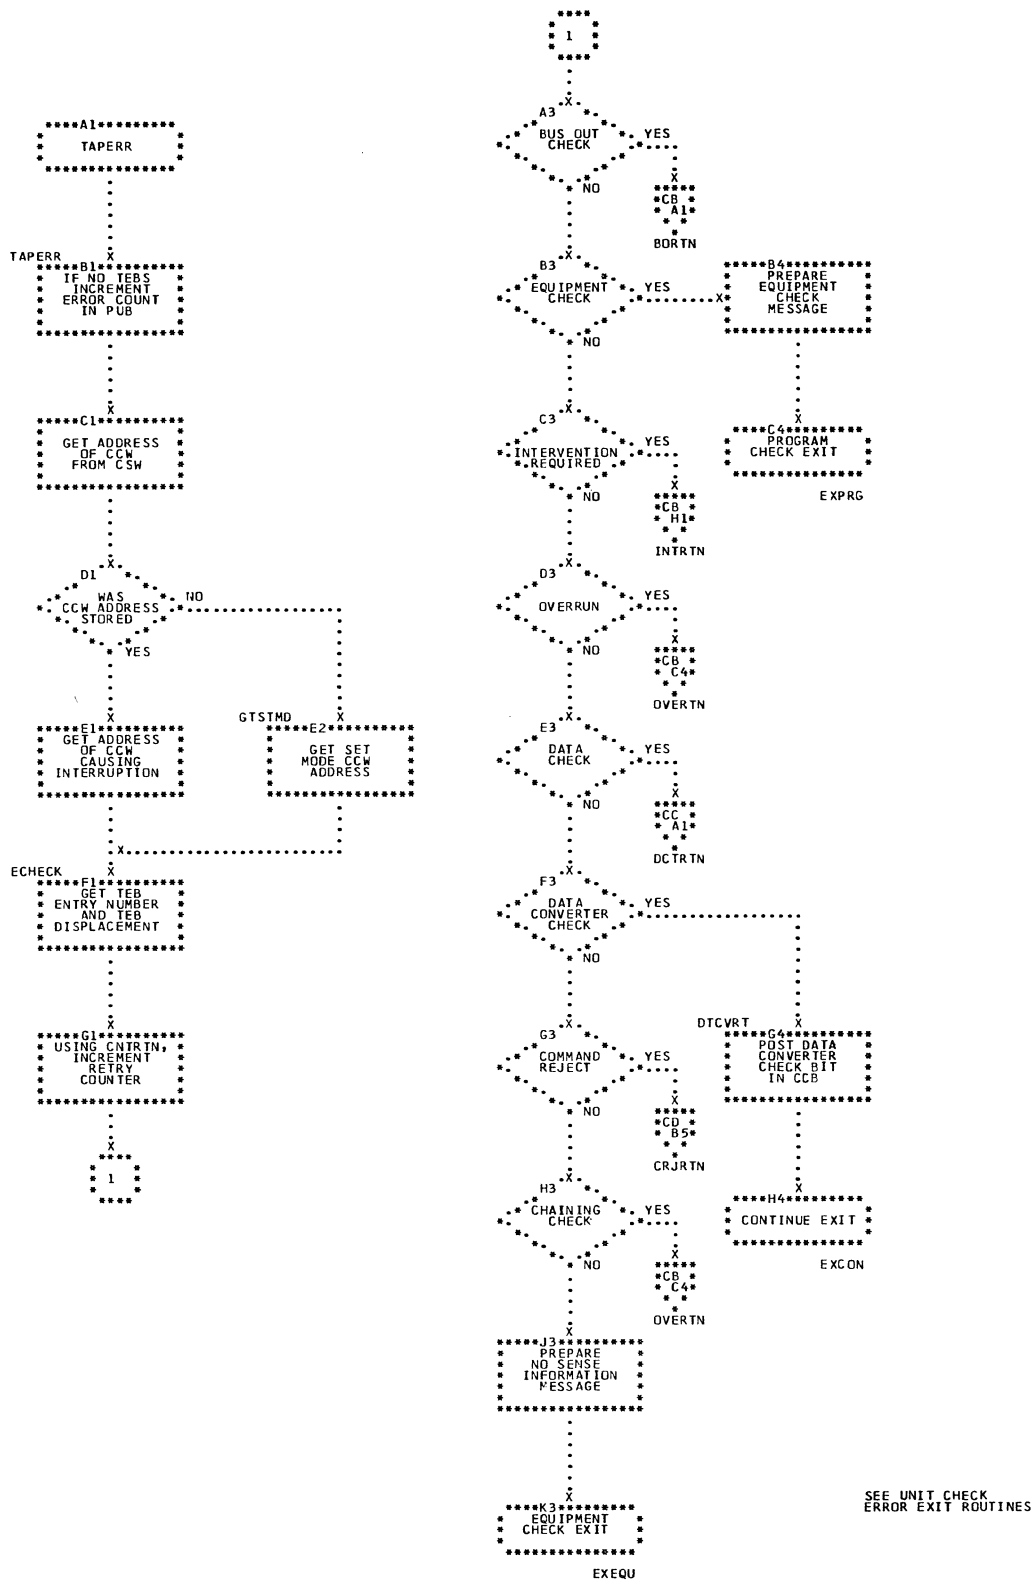 A1
TAPERR
TAPERR
B1
IF NO TEBS
INCREMENT
ERROR COUNT
IN PUB
C1
GET ADDRESS
OF CCW
FROM CSW
D1
WAS
CCW ADDRESS
STORED
NO
YES
E1
GET ADDRESS
OF CCW
CAUSING
INTERRUPTION
GTSTMD
E2
GET SET
MODE CCW
ADDRESS
ECHECK
F1
GET TEB
ENTRY NUMBER
AND TEB
DISPLACEMENT
G1
USING CNTRTN,
INCREMENT
RETRY
COUNTER
1
1
A3
BUS OUT
CHECK
YES
NO
CB
A1
BORTN
B3
EQUIPMENT
CHECK
YES
NO
B4
PREPARE
EQUIPMENT
CHECK
MESSAGE
C4
PROGRAM
CHECK EXIT
EXPRG
C3
INTERVENTION
REQUIRED
YES
NO
CB
H1
INTRTN
D3
OVERRUN
YES
NO
CB
C4
OVERTN
E3
DATA
CHECK
YES
NO
CC
A1
DCTRTN
F3
DATA
CONVERTER
CHECK
YES
NO
DTCVRT
G4
POST DATA
CONVERTER
CHECK BIT
IN CCB
H4
CONTINUE EXIT
EXCON
G3
COMMAND
REJECT
YES
NO
CD
B5
CRJRTN
H3
CHAINING
CHECK
YES
NO
CB
C4
OVERTN
J3
PREPARE
NO SENSE
INFORMATION
MESSAGE
K3
EQUIPMENT
CHECK EXIT
EXEQU
SEE UNIT CHECK
ERROR EXIT ROUTINES